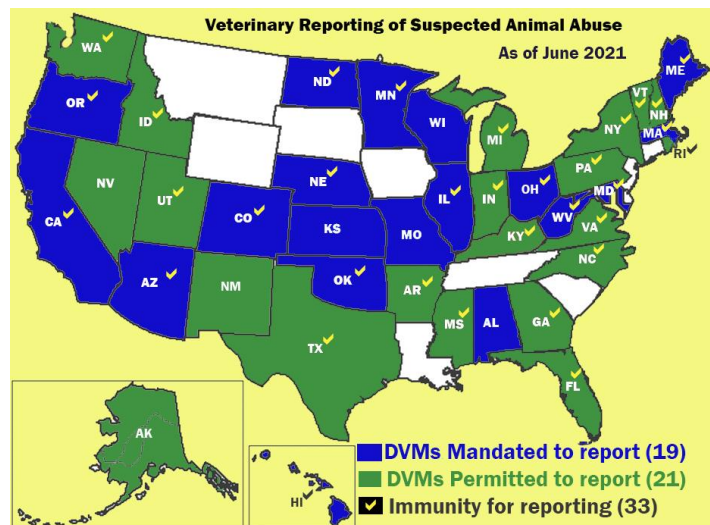 Veterinary Reporting of Suspected Animal Abuse
As of June 2021
WA
OR
ID
NV
CA
UT
AZ
CO
NM
ND
MN
WI
NE
KS
OK
TX
MO
AR
IL
MI
IN
OH
KY
WV
PA
NY
VT
NH
ME
MA
RI
MD
VA
NC
MS
AL
GA
FL
AK
HI
DVMs Mandated to report (19)
DVMs Permitted to report (21)
Immunity for reporting (33)